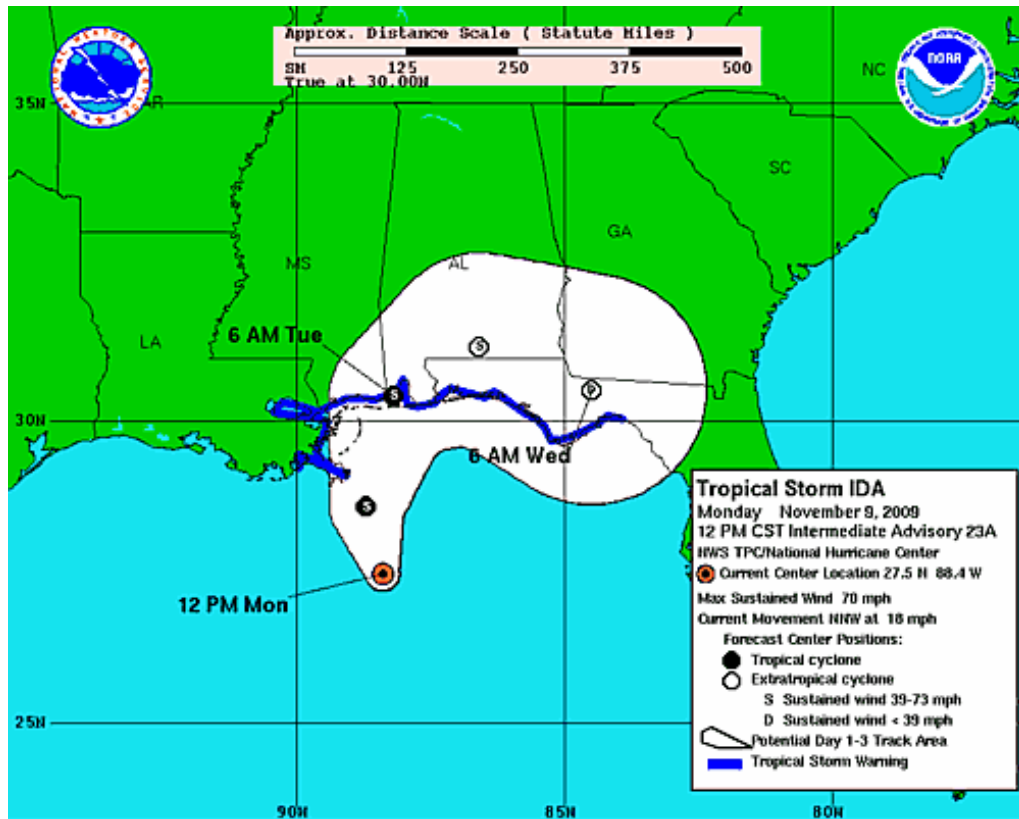 Approx. Distance Scale ( Statute Miles )
SM 125 250 375 500
True at 30.00N
NOAA
NC
AR
35N
SC
GA
MS
AL
LA
6 AM Tue
S
S
D
30N
6 AM Wed
S
12 PM Mon
Tropical Storm IDA
Monday November 9, 2009
12 PM CST Intermediate Advisory 23A
NWS TPC/National Hurricane Center
Current Center Location 27.5 N 88.4 W
Max Sustained Wind 70 mph
Current Movement NNW at 18 mph
Forecast Center Positions:
Tropical cyclone
Extratropical cyclone
S Sustained wind 39-73 mph
D Sustained wind < 39 mph
Potential Day 1-3 Track Area
Tropical Storm Warning
25N
90W 85W 80W